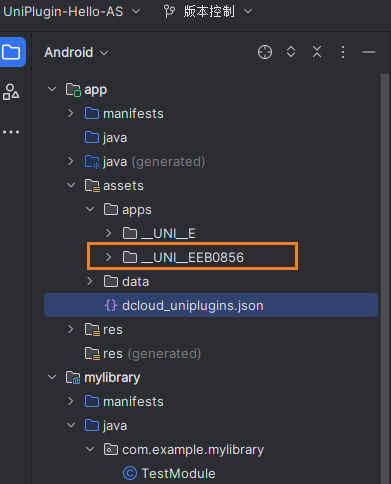 UniPlugin-Hello-AS 版本控制
Android
app
manifests
java
java (generated)
assets
apps
__UNI__E
__UNI__EEB0856
data
{} dcloud_uniplugins.json
res
res (generated)
mylibrary
manifests
java
com.example.mylibrary
C TestModule